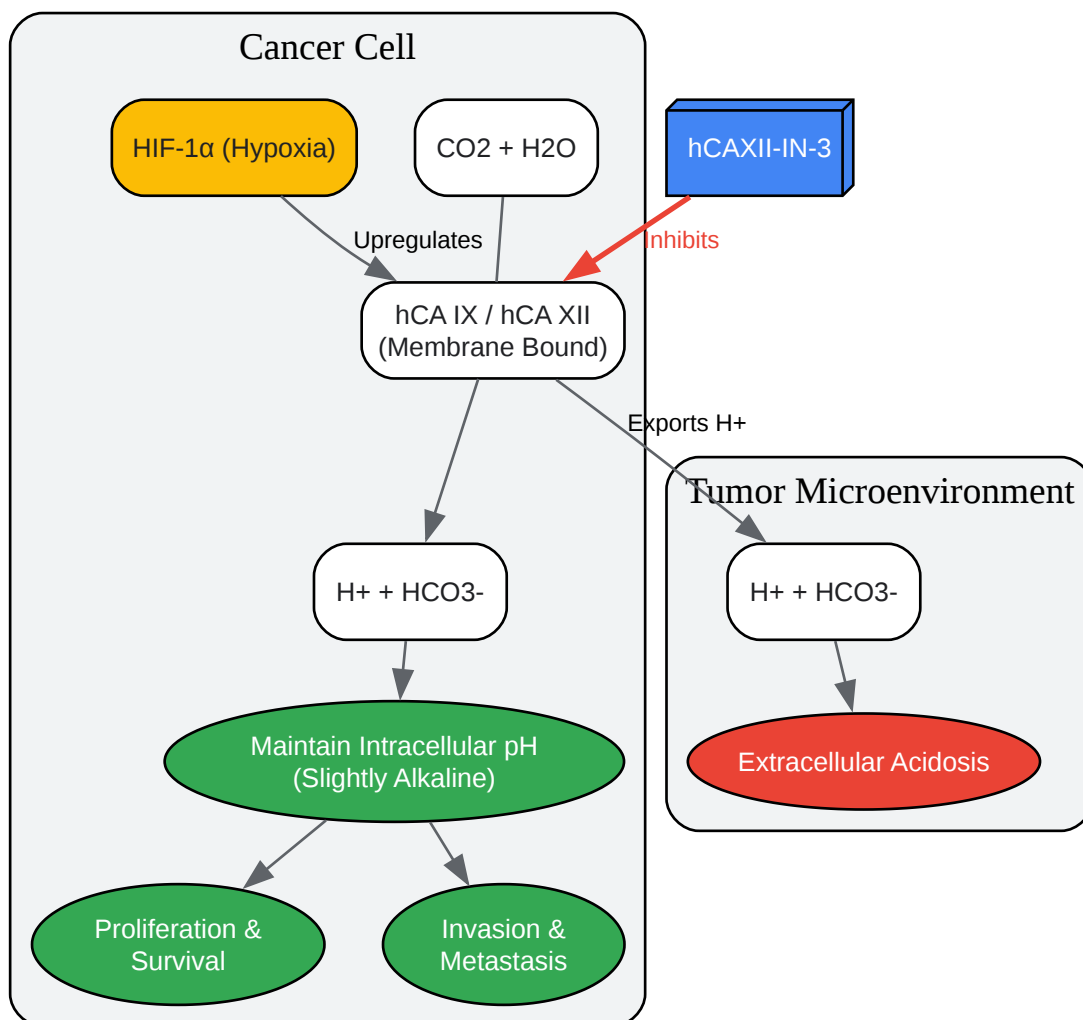 Cancer Cell
HIF-1α (Hypoxia)
CO2 + H2O
hCAXII-IN-3
Upregulates
Inhibits
hCA IX / hCA XII
(Membrane Bound)
Exports H+
Tumor Microenvironment
H+ + HCO3-
H+ + HCO3-
Maintain Intracellular pH
(Slightly Alkaline)
Extracellular Acidosis
Proliferation &
Survival
Invasion &
Metastasis